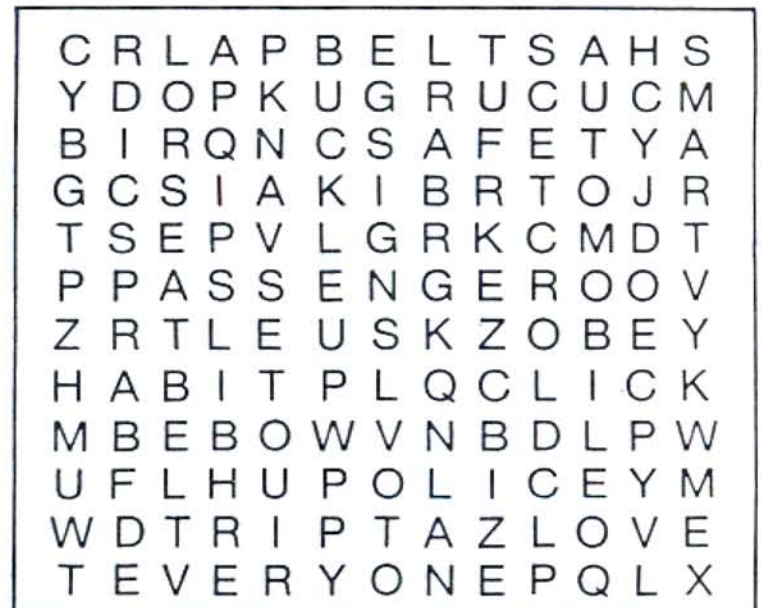 C R L A P B E L T S A H S
Y D O P K U G R U C U C M
B I R Q N C S A F E T Y A
G C S I A K I B R T O J R
T S E P V L G R K C M D T
P P A S S E N G E R O O V
Z R T L E U S K Z O B E Y
H A B I T P L Q C L I C K
M B E B O W V N B D L P W
U F L H U P O L I C E Y M
W D T R I P T A Z L O V E
T E V E R Y O N E P Q L X